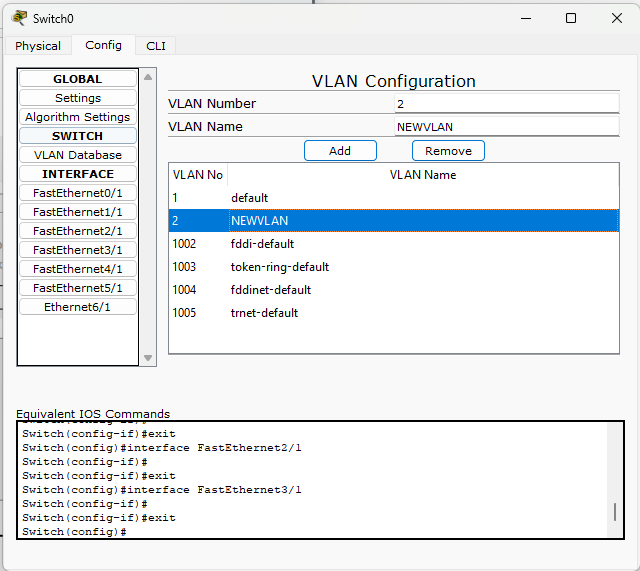 Switch0
Physical Config CLI
GLOBAL
Settings
Algorithm Settings
SWITCH
VLAN Database
INTERFACE
FastEthernet0/1
FastEthernet1/1
FastEthernet2/1
FastEthernet3/1
FastEthernet4/1
FastEthernet5/1
Ethernet6/1
VLAN Configuration
VLAN Number 2
VLAN Name NEWVLAN
Add Remove
VLAN No VLAN Name
1 default
2 NEWVLAN
1002 fddi-default
1003 token-ring-default
1004 fddinet-default
1005 trnet-default
Equivalent IOS Commands
Switch(config-if)#exit
Switch(config)#interface FastEthernet2/1
Switch(config-if)#
Switch(config-if)#exit
Switch(config)#interface FastEthernet3/1
Switch(config-if)#
Switch(config-if)#exit
Switch(config)#